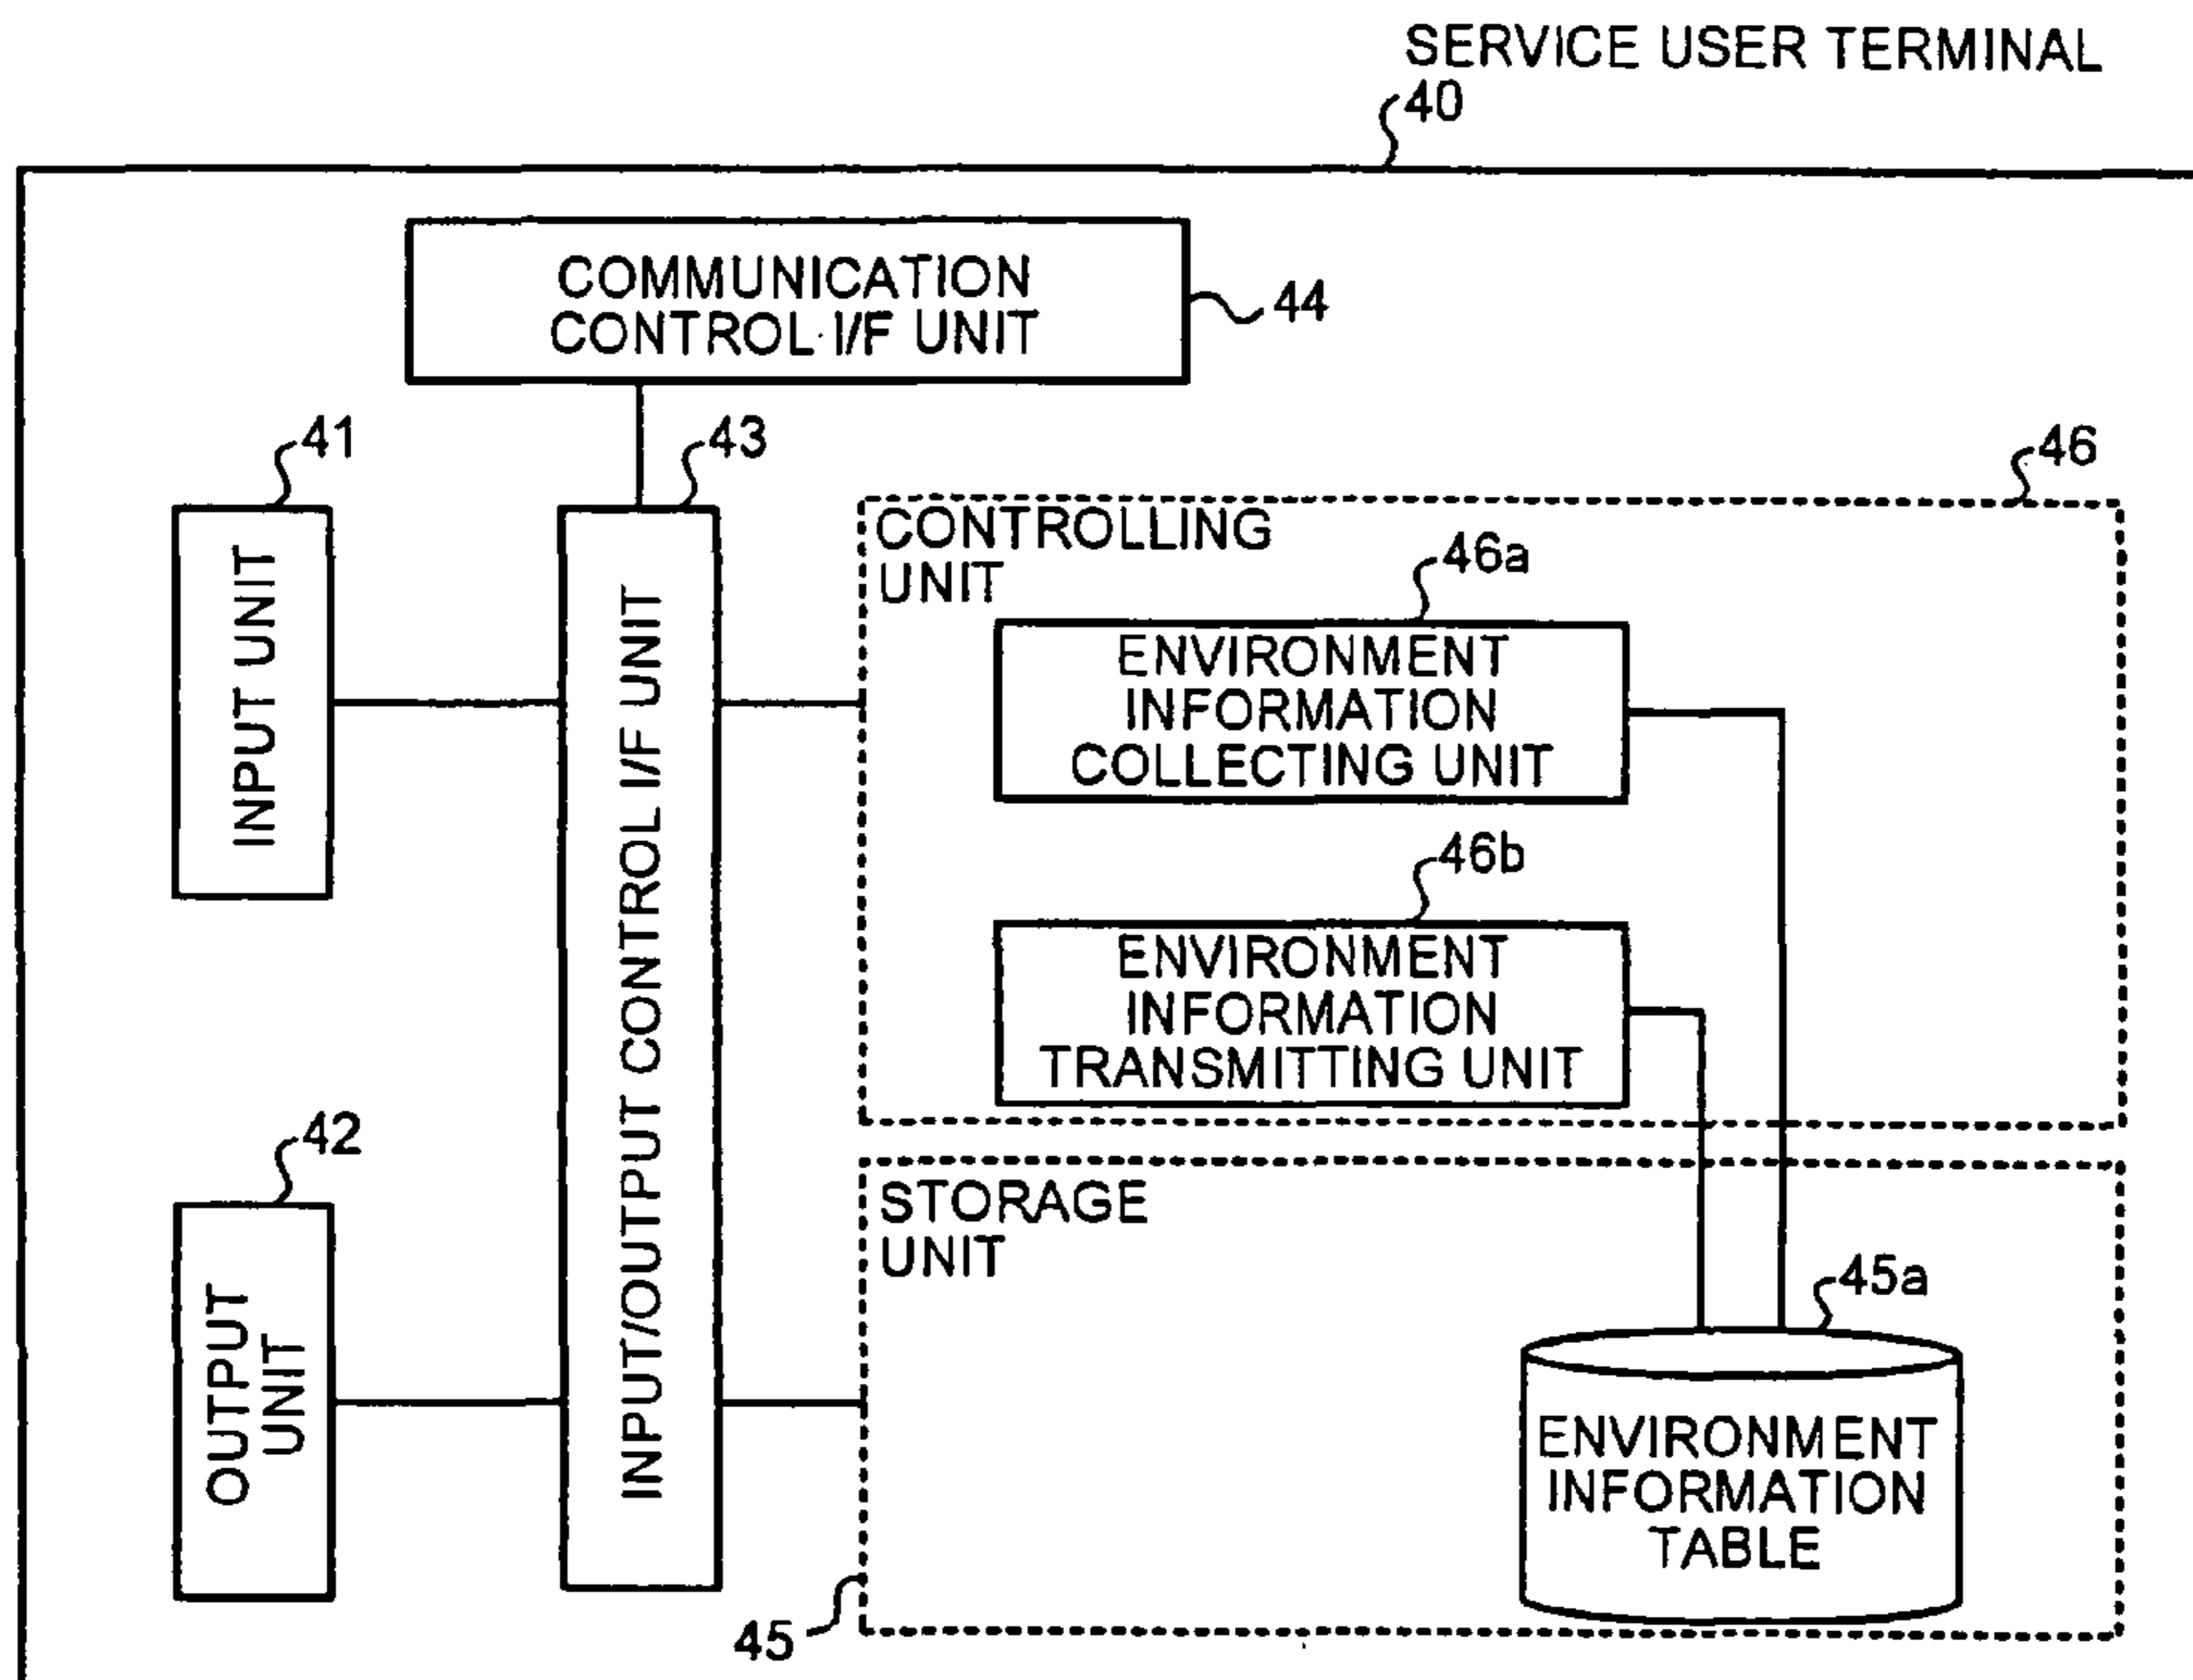 SERVICE USER TERMINAL
40
COMMUNICATION
CONTROL I/F UNIT
44
41
43
46
INPUT UNIT
INPUT/OUTPUT CONTROL I/F UNIT
CONTROLLING
UNIT
46a
ENVIRONMENT
INFORMATION
COLLECTING UNIT
46b
ENVIRONMENT
INFORMATION
TRANSMITTING UNIT
42
OUTPUT
UNIT
STORAGE
UNIT
45a
ENVIRONMENT
INFORMATION
TABLE
45